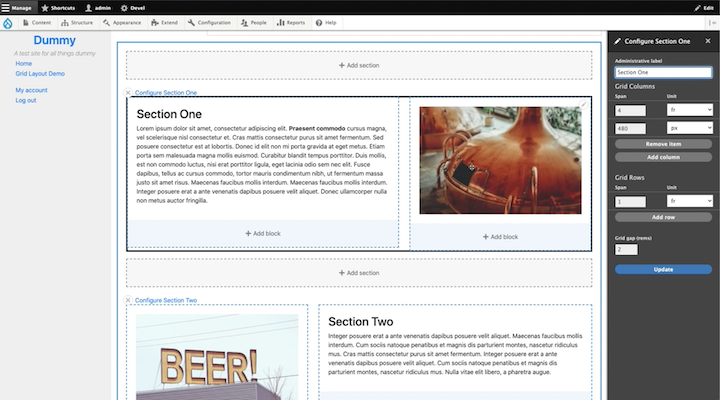 Manage Shortcuts admin Devel Edit
Content Structure Appearance Extend Configuration People Reports Help
Dummy
A test site for all things dummy
Home
Grid Layout Demo
My account
Log out
+ Add section
Configure Section One
Section One
Lorem ipsum dolor sit amet, consectetur adipiscing elit. Praesent commodo cursus magna,
vel scelerisque nisl consectetur et. Cras mattis consectetur purus sit amet fermentum. Sed
posuere consectetur est at lobortis. Donec id elit non mi porta gravida at eget metus. Etiam
porta sem malesuada magna mollis euismod. Curabitur blandit tempus porttitor. Duis mollis,
est non commodo luctus, nisi erat porttitor ligula, eget lacinia odio sem nec elit. Fusce
dapibus, tellus ac cursus commodo, tortor mauris condimentum nibh, ut fermentum massa
justo sit amet risus. Maecenas faucibus mollis interdum. Maecenas faucibus mollis interdum.
Integer posuere erat a ante venenatis dapibus posuere velit aliquet. Donec ullamcorper nulla
non metus auctor fringilla.
+ Add block
+ Add block
+ Add section
Configure Section Two
BEER!
Section Two
Integer posuere erat a ante venenatis dapibus posuere velit aliquet. Maecenas faucibus mollis
interdum. Cum sociis natoque penatibus et magnis dis parturient montes, nascetur ridiculus
mus. Cras mattis consectetur purus sit amet fermentum. Integer posuere erat a ante
venenatis dapibus posuere velit aliquet. Cum sociis natoque penatibus et magnis dis
parturient montes, nascetur ridiculus mus. Nulla vitae elit libero, a pharetra augue.
Configure Section One
Administrative label
Section One
Grid Columns
Span Unit
4 fr
480 px
Remove item
Add column
Grid Rows
Span Unit
1 fr
Add row
Grid gap (rems)
2
Update